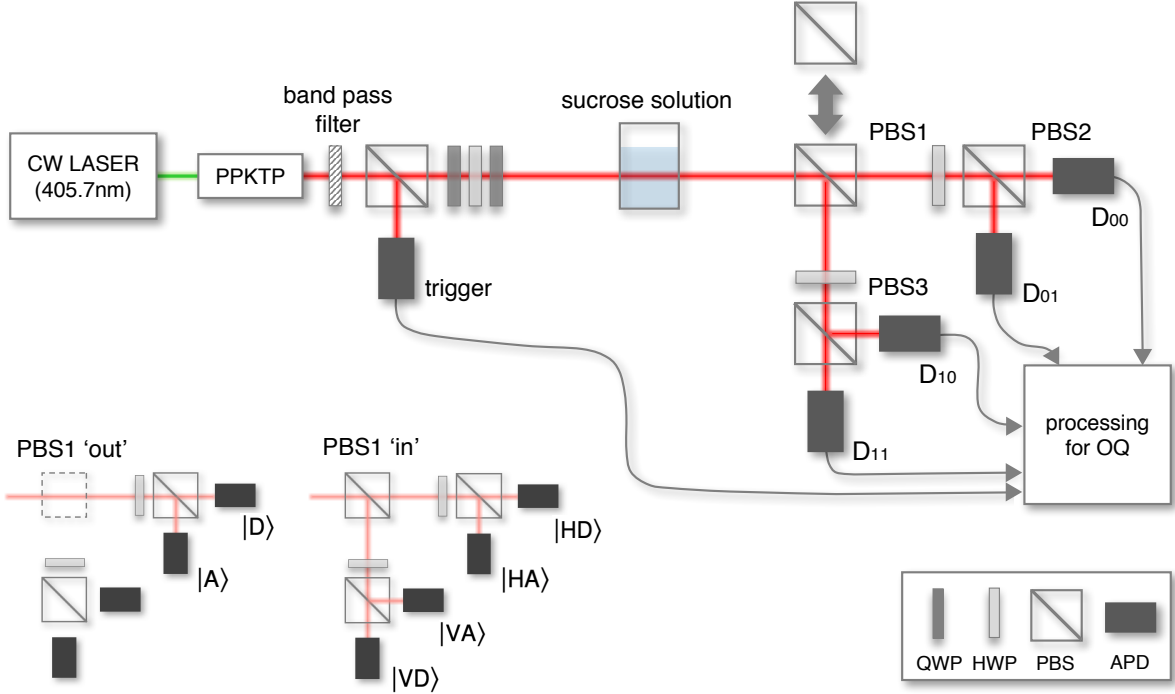 band pass
filter
sucrose solution
PBS1
PBS2
CW LASER
(405.7nm)
PPKTP
D00
D01
trigger
PBS3
D10
D11
processing
for OQ
PBS1 ‘out’
PBS1 ‘in’
|D⟩
|A⟩
|HD⟩
|HA⟩
|VA⟩
|VD⟩
QWP
HWP
PBS
APD